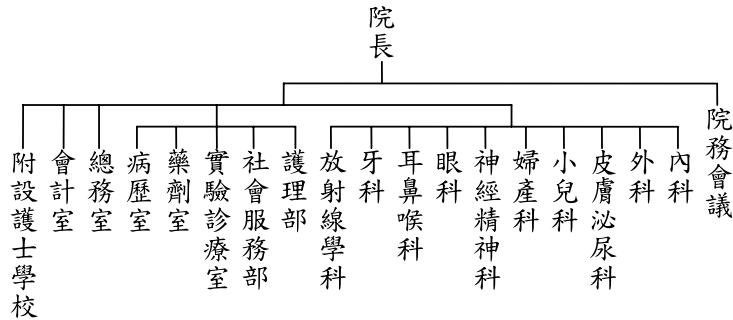 院長
院務會議
內科
外科
皮膚泌尿科
小兒科
婦產科
神經精神科
眼科
耳鼻喉科
牙科
放射線學科
護理部
社會服務部
實驗診療室
藥劑室
病歷室
總務室
會計室
附設護士學校